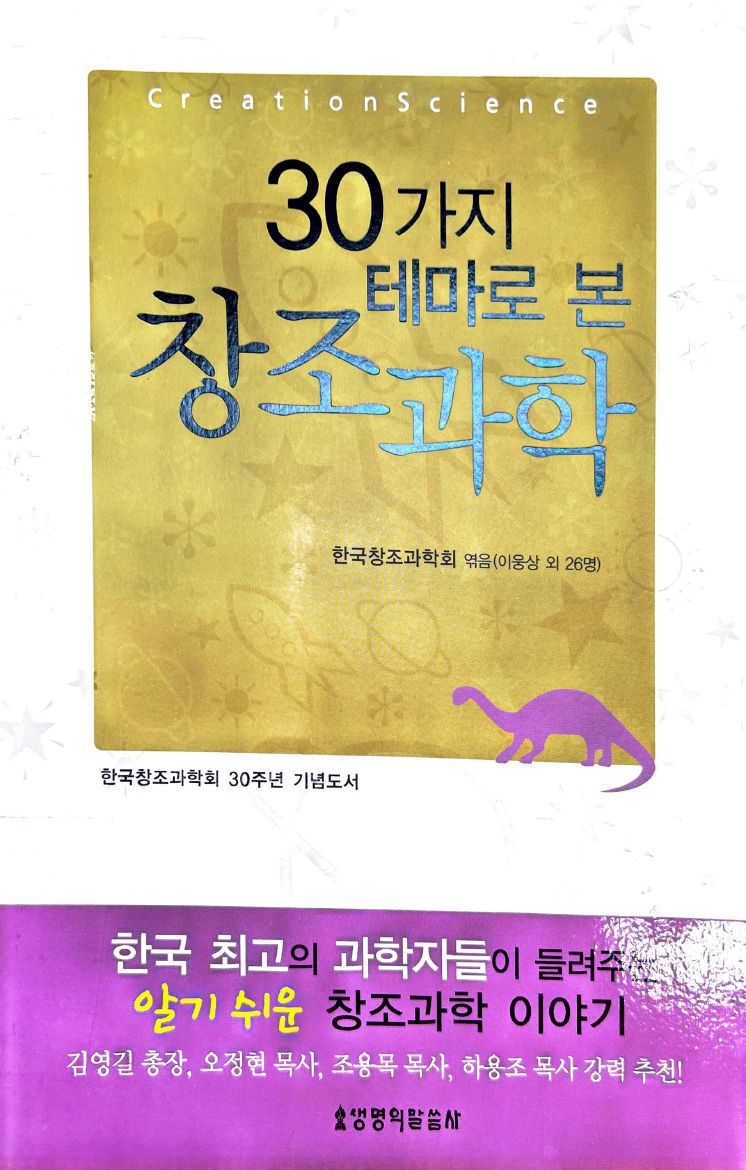 CreationScience
30가지
테마로 본
창조과학
한국창조과학회 엮음(이웅상 외 26명)
한국창조과학회 30주년 기념도서
한국 최고의 과학자들이 들려주는
알기 쉬운 창조과학 이야기
김영길 총장, 오정현 목사, 조용목 목사, 하용조 목사 강력 추천!
생명의말씀사